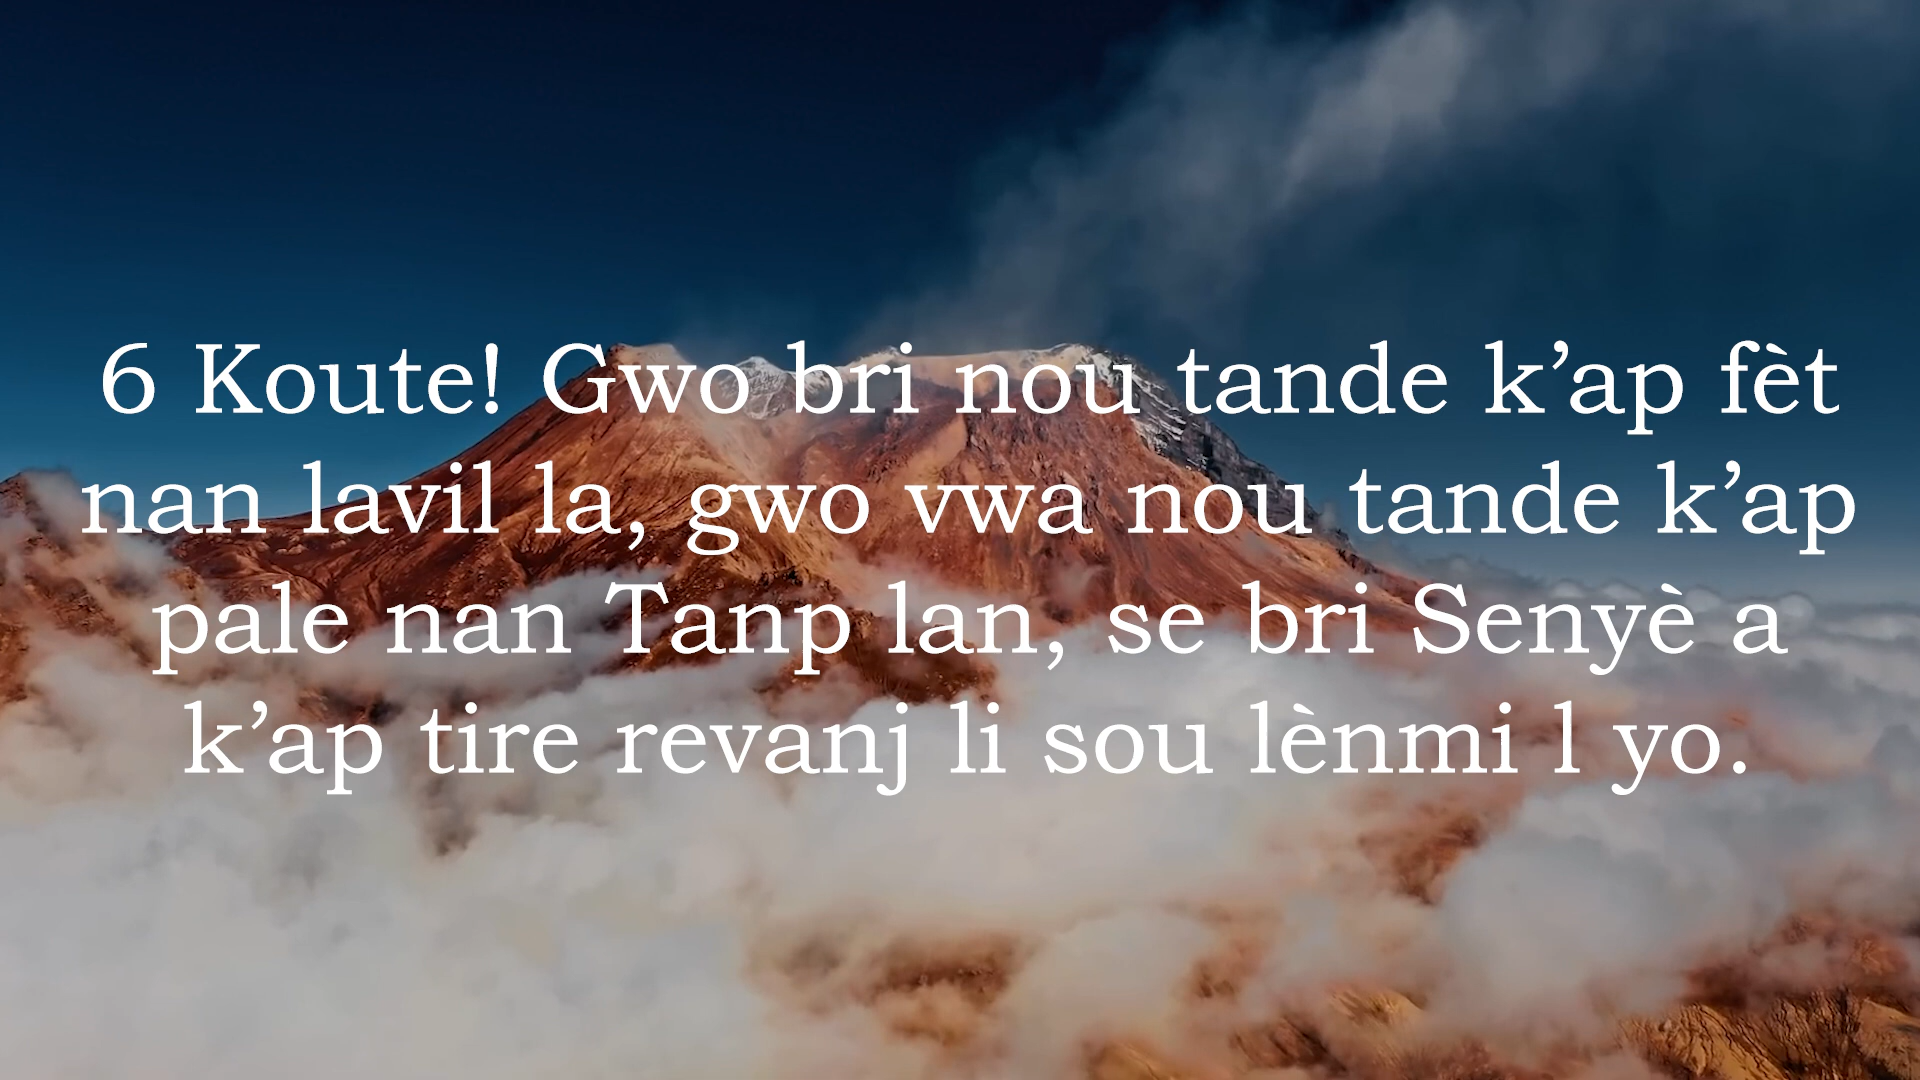 6 Koute! Gwo bri nou tande k’ap fèt
nan lavil la, gwo vwa nou tande k’ap
pale nan Tanp lan, se bri Senyè a
k’ap tire revanj li sou lènmi l yo.